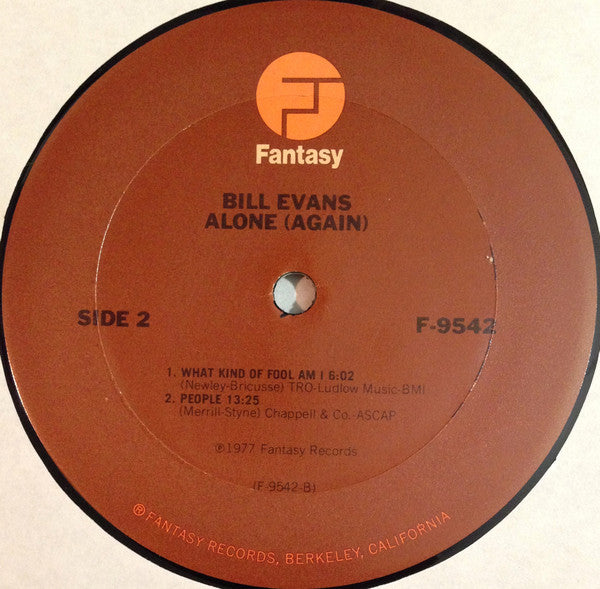 Fantasy
BILL EVANS
ALONE (AGAIN)
SIDE 2
F-9542
1. WHAT KIND OF FOOL AM I 6:02
(Newley-Bricusse) TRO-Ludlow Music-BMI
2. PEOPLE 13:25
(Merrill-Styne) Chappell & Co.-ASCAP
℗1977 Fantasy Records
(F-9542-B)
®FANTASY RECORDS, BERKELEY, CALIFORNIA